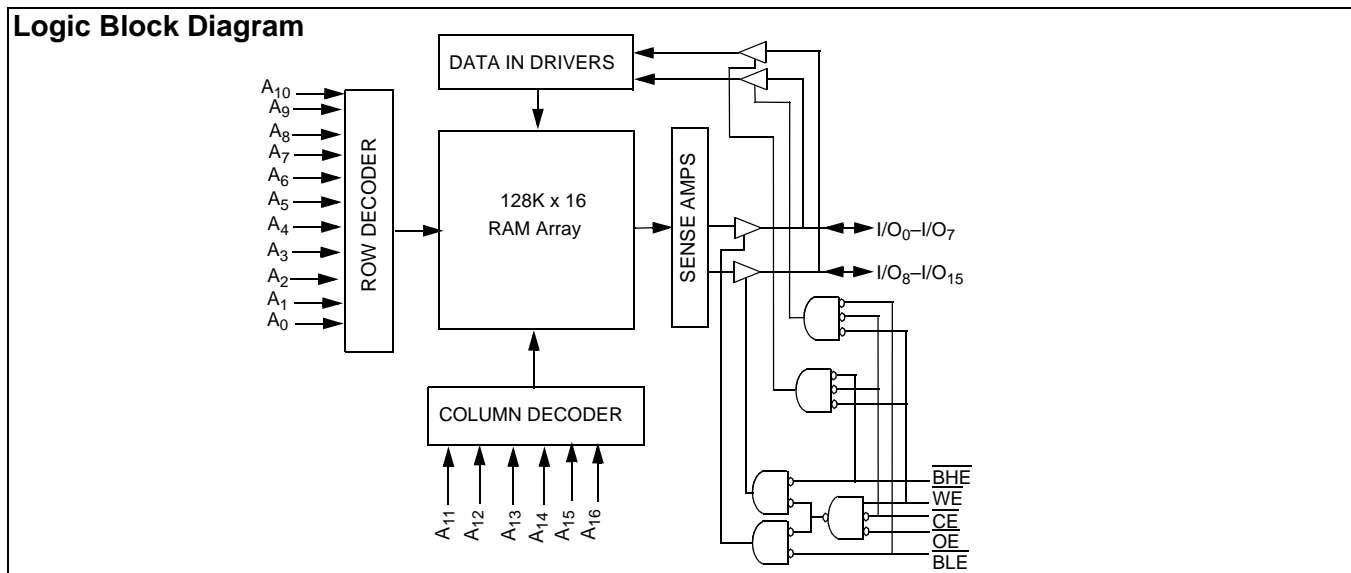 Logic Block Diagram
DATA IN DRIVERS
A10
A9
A8
A7
A6
A5
A4
A3
A2
A1
A0
ROW DECODER
128K x 16
RAM Array
SENSE AMPS
I/O0–I/O7
I/O8–I/O15
COLUMN DECODER
A11
A12
A13
A14
A15
A16
BHE
WE
CE
OE
BLE